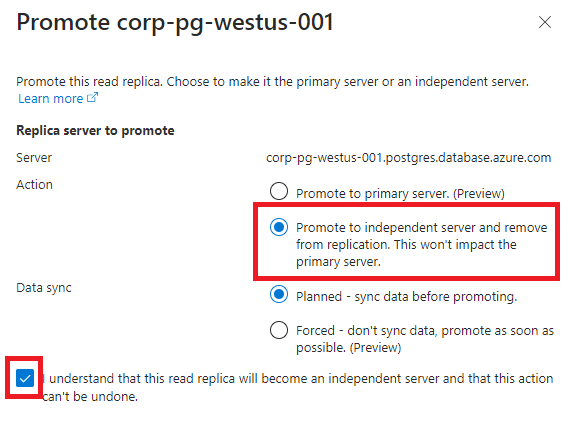 Promote corp-pg-westus-001
Promote this read replica. Choose to make it the primary server or an independent server.
Learn more
Replica server to promote
Server corp-pg-westus-001.postgres.database.azure.com
Action
Promote to primary server. (Preview)
Promote to independent server and remove
from replication. This won't impact the
primary server.
Data sync
Planned - sync data before promoting.
Forced - don't sync data, promote as soon as
possible. (Preview)
I understand that this read replica will become an independent server and that this action
can't be undone.